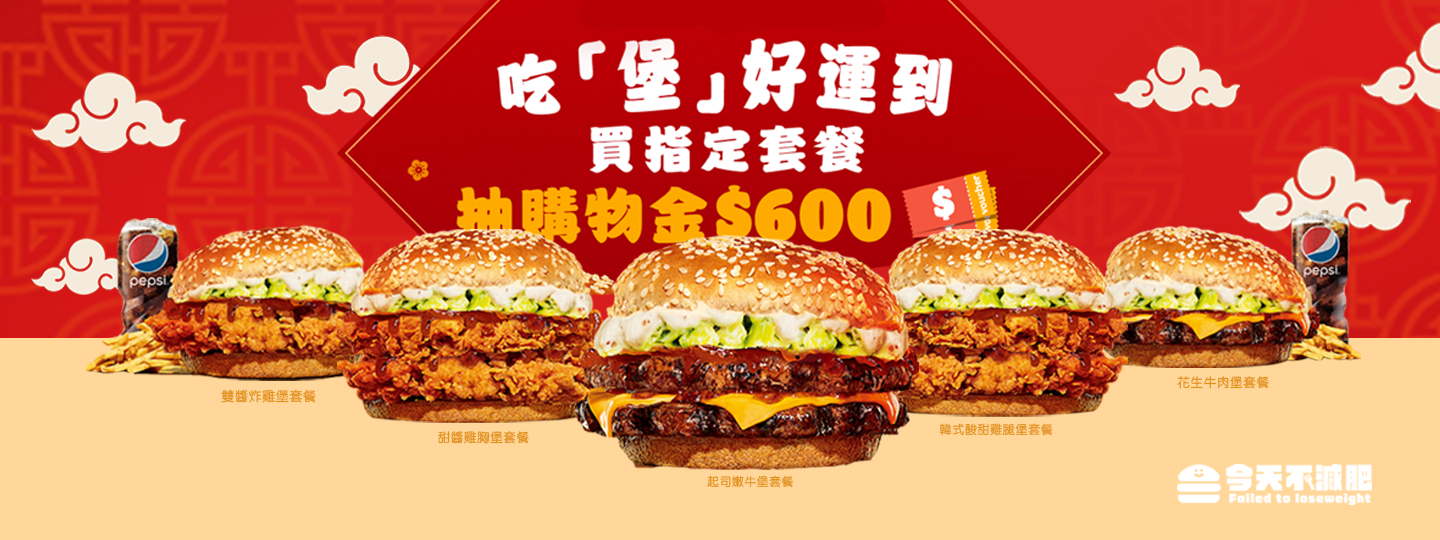 吃「堡」好運到
買指定套餐
抽購物金$600
$
voucher
pepsi
pepsi
雙醬炸雞堡套餐
甜醬雞胸堡套餐
起司嫩牛堡套餐
韓式酸甜雞腿堡套餐
花生牛肉堡套餐
今天不減肥
Failed to loseweight